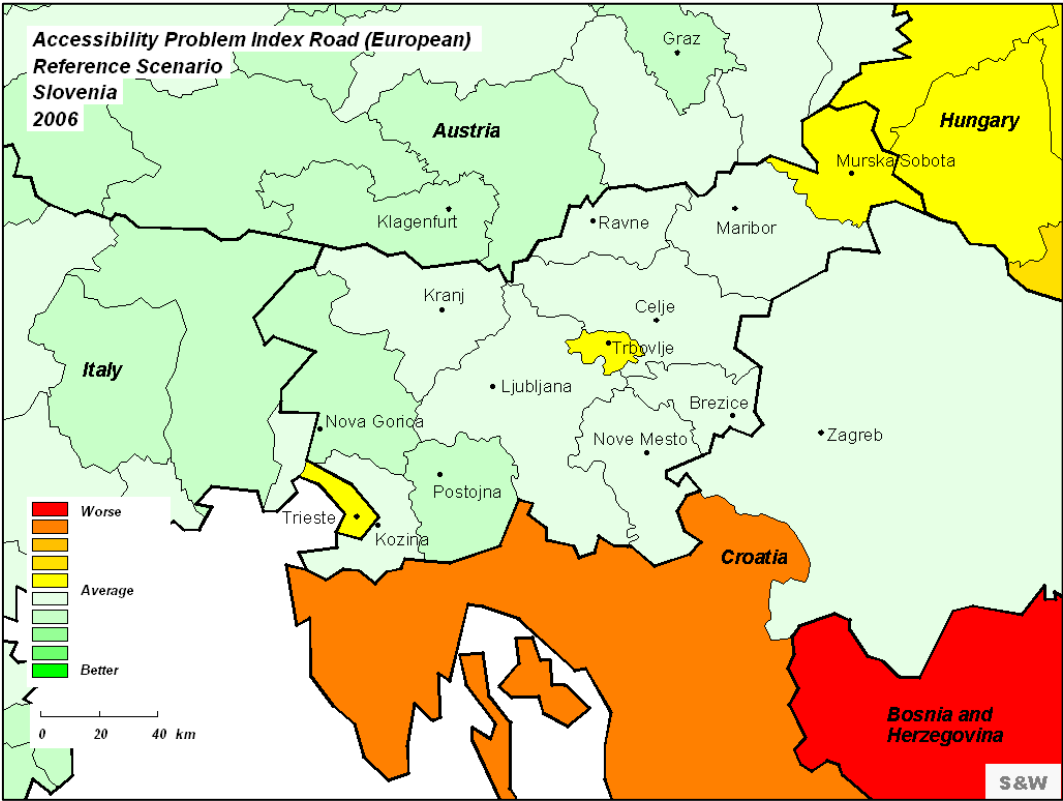 Accessibility Problem Index Road (European)
Reference Scenario
Slovenia
2006
Graz
Austria
Hungary
Murska Sobota
Klagenfurt
Ravne
Maribor
Kranj
Celje
Trbovlje
Italy
Ljubljana
Brezice
Nova Gorica
Nove Mesto
Zagreb
Postojna
Trieste
Kozina
Croatia
Worse
Average
Better
0 20 40 km
Bosnia and
Herzegovina
S&W